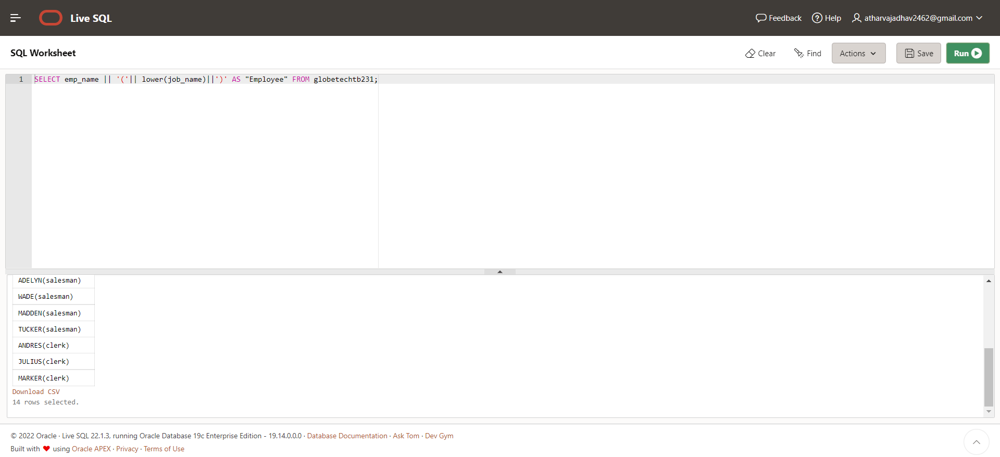 Live SQL
Feedback
Help
atharvajadhav2462@gmail.com
SQL Worksheet
Clear
Find
Actions
Save
Run
1 SELECT emp_name || '('|| lower(job_name)||')' AS "Employee" FROM globetechtb231;
ADELYN(salesman)
WADE(salesman)
MADDEN(salesman)
TUCKER(salesman)
ANDRES(clerk)
JULIUS(clerk)
MARKER(clerk)
Download CSV
14 rows selected.
© 2022 Oracle · Live SQL 22.1.3, running Oracle Database 19c Enterprise Edition - 19.14.0.0.0 · Database Documentation · Ask Tom · Dev Gym
Built with ❤ using Oracle APEX · Privacy · Terms of Use